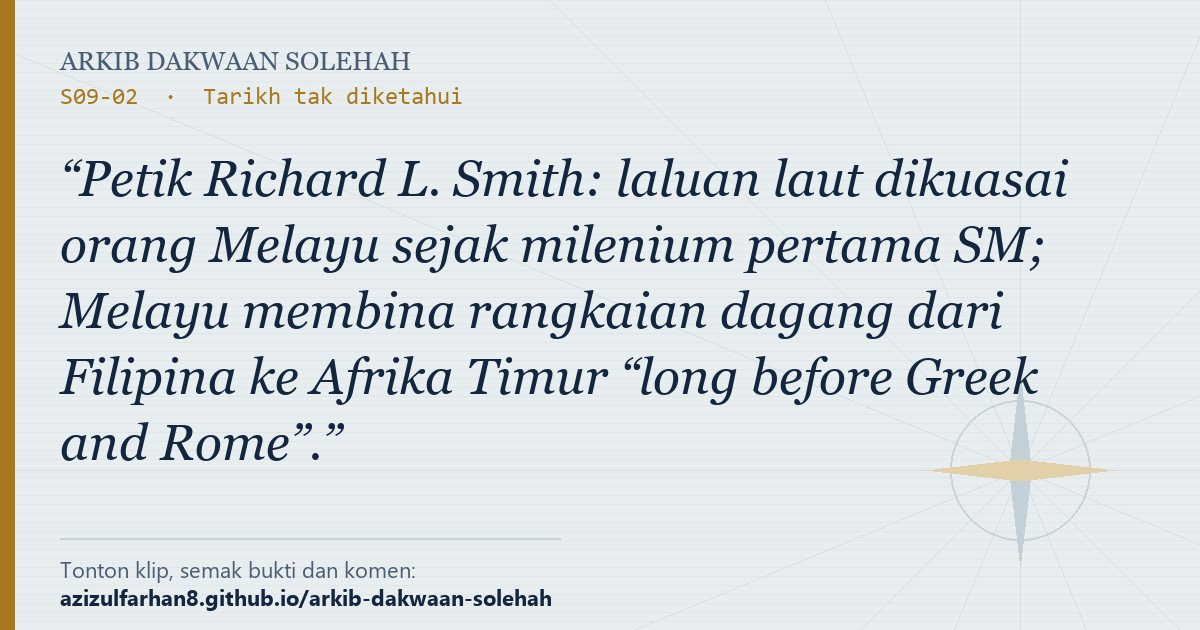 ARKIB DAKWAAN SOLEHAH
S09-02 · Tarikh tak diketahui
“Petik Richard L. Smith: laluan laut dikuasai
orang Melayu sejak milenium pertama SM;
Melayu membina rangkaian dagang dari
Filipina ke Afrika Timur “long before Greek
and Rome”.”
Tonton klip, semak bukti dan komen:
azizulfarhan8.github.io/arkib-dakwaan-solehah